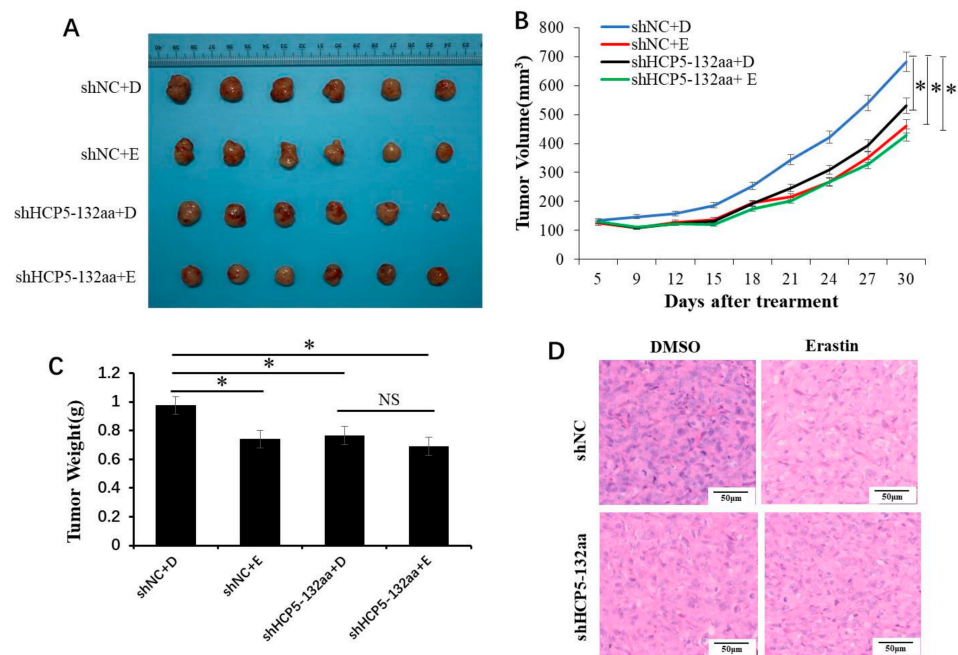 A
shNC+D
shNC+E
shHCP5-132aa+D
shHCP5-132aa+E
B
shNC+D
shNC+E
shHCP5-132aa+D
shHCP5-132aa+ E
Tumor Volume(mm³)
800
700
600
500
400
300
200
100
0
5 9 12 15 18 21 24 27 30
Days after trearment
* * *
C
Tumor Weight(g)
1.2
1
0.8
0.6
0.4
0.2
0
*
*
*
NS
shNC+D
shNC+E
shHCP5-132aa+D
shHCP5-132aa+E
D
DMSO Erastin
shNC
50μm 50μm
shHCP5-132aa
50μm 50μm